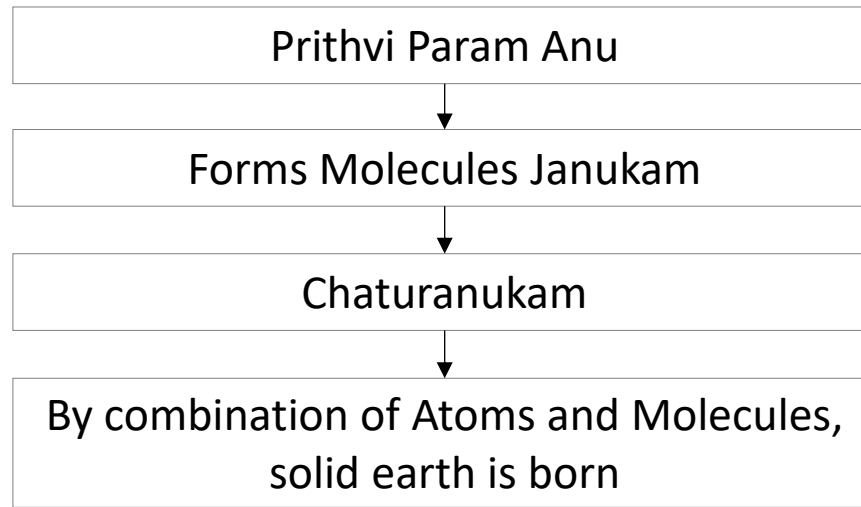 Prithvi Param Anu
Forms Molecules Janukam
Chaturanukam
By combination of Atoms and Molecules,
solid earth is born